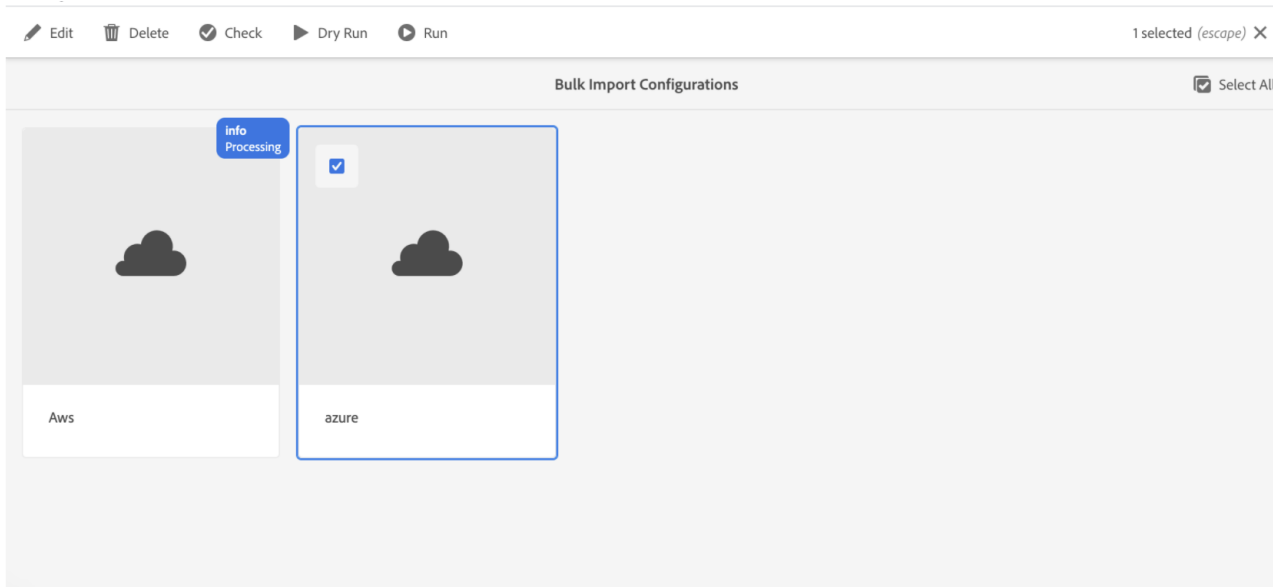 Edit Delete Check Dry Run Run 1 selected (escape)
Bulk Import Configurations Select All
info
Processing
Aws azure